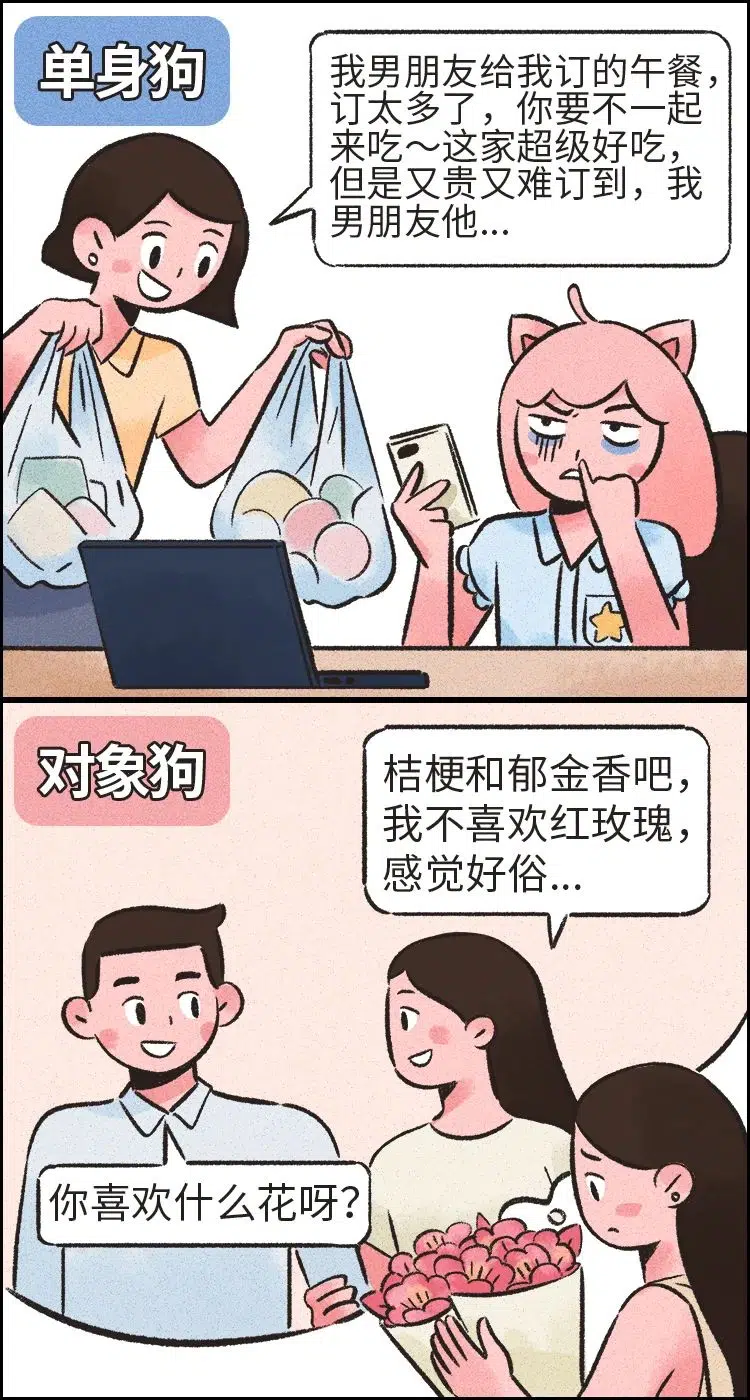 单身狗
我男朋友给我订的午餐，
订太多了，你要不一起
来吃～这家超级好吃，
但是又贵又难订到，我
男朋友他...
对象狗
桔梗和郁金香吧，
我不喜欢红玫瑰，
感觉好俗...
你喜欢什么花呀？